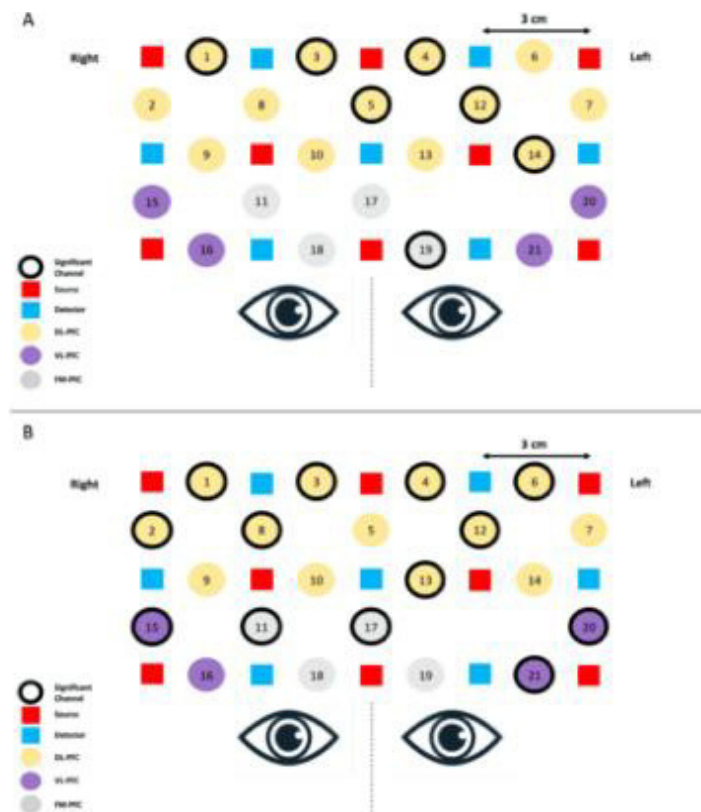 A
3 cm
Right 1 3 4 6 Left
2 8 5 12 7
9 10 13 14
15 11 17 20
16 18 19 21
Significant
Channel
Source
Detector
DL-PFC
VL-PFC
FM-PFC
B
3 cm
Right 1 3 4 6 Left
2 8 5 12 7
9 10 13 14
15 11 17 20
16 18 19 21
Significant
Channel
Source
Detector
DL-PFC
VL-PFC
FM-PFC